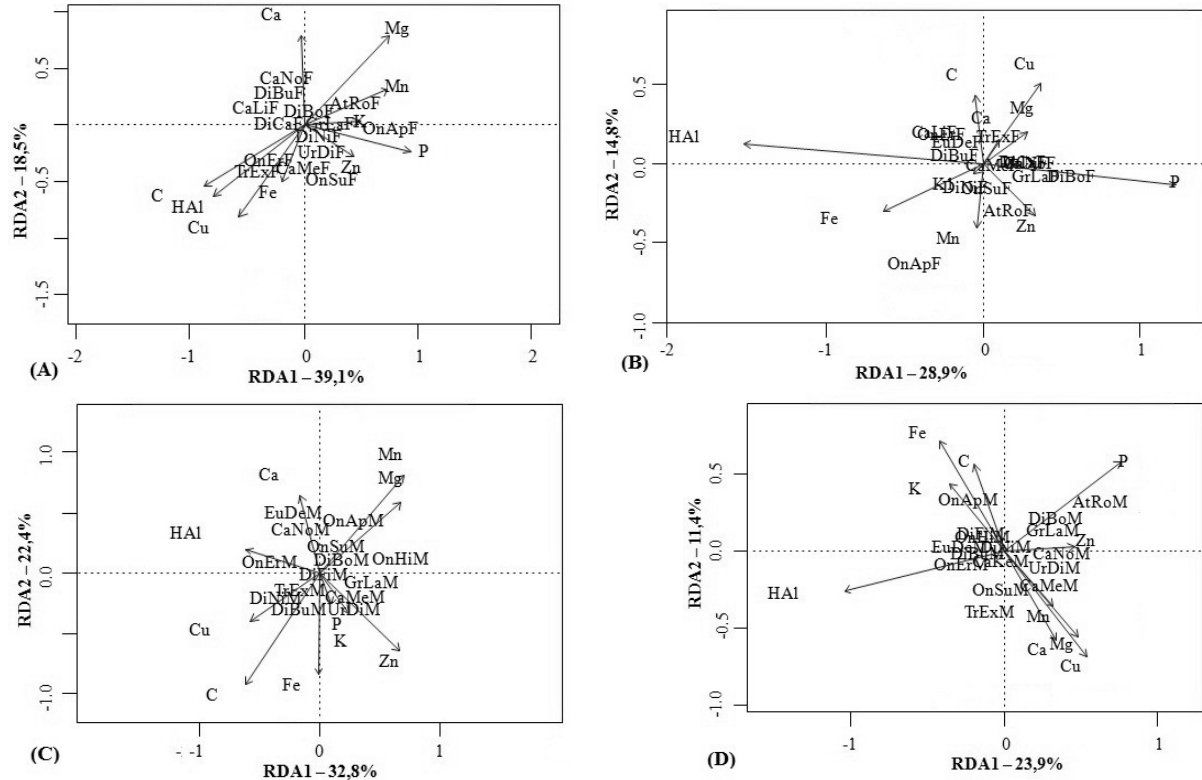 Ca
Mg
0.5
CaNoF
Mn
DiBuF
CaLiF
AtRoF
DiBoF
K
OnApF
DiNiF
P
UrDiF
OnErF
Zn
TrExF
CaMeF
OnSuF
-0.5
Fe
C
HAl
Cu
-1.5
RDA2 – 18,5%
-2 -1 0 1 2
(A)
RDA1 – 39,1%
C
Cu
0.5
Ca
Mg
HAl
TrExF
EuDeF
DiBuF
0.0
GrLaF
DiBoF
P
OnSuF
Fe
AtRoF
Zn
Mn
-0.5
OnApF
-1.0
RDA2 – 14,8%
-2 -1 0 1
(B)
RDA1 – 28,9%
1.0
Mn
Ca
Mg
EuDeM
OnApM
CaNoM
HAl
OnSuM
OnErM
DiBoM
OnHiM
0.0
GrLaM
TrExM
CaMeM
DiBuM
UrDiM
P
Cu
K
Zn
Fe
C
-1.0
RDA2 – 22,4%
- -1 0 1
(C)
RDA1 – 32,8%
Fe
C
P
0.5
K
OnApM
AtRoM
DiBoM
GrLaM
Zn
EuDeM
CaNoM
0.0
OnErM
UrDiM
HAl
OnSuM
CaMeM
TrExM
Mn
-0.5
Ca
Mg
Cu
-1.0
RDA2 – 11,4%
-1 0 1
(D)
RDA1 – 23,9%